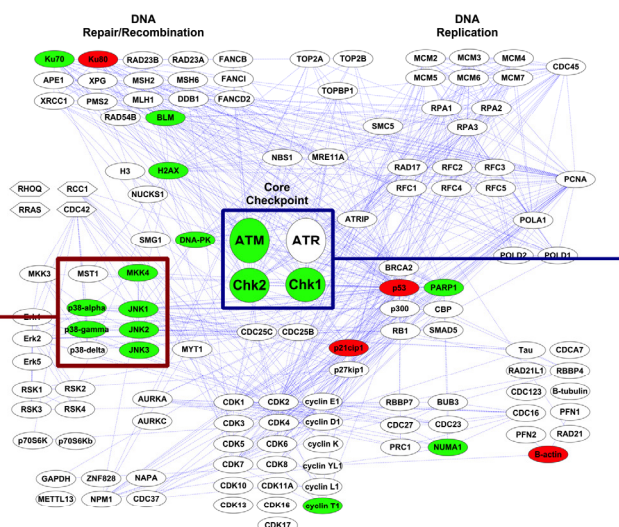 DNA
Repair/Recombination
DNA
Replication
Ku70 Ku80 RAD23B RAD23A FANCB TOP2A TOP2B MCM2 MCM3 MCM4 CDC45
APE1 XPG MSH2 MSH6 FANCI MCM5 MCM6 MCM7
TOPBP1
XRCC1 PMS2 MLH1 DDB1 FANCD2 RPA1 RPA2
RAD54B BLM SMC5 RPA3
NBS1 MRE11A
H3 H2AX RAD17 RFC2 RFC3 PCNA
RHOQ RCC1 NUCKS1 RFC1 RFC4 RFC5
Core
Checkpoint
RRAS CDC42 ATRIP POLA1
SMG1 DNA-PK ATM ATR POLD2 POLD1
MKK3 MST1 MKK4 BRCA2
Chk2 Chk1 p53 PARP1
p38-alpha JNK1 p300 CBP
Erk1 p38-gamma JNK2 CDC25C CDC25B RB1 SMAD5
Erk2
p38-delta JNK3 MYT1 p21cip1 Tau CDCA7
Erk5 p27kip1 RAD21L1 RBBP4
RSK1 RSK2 AURKA CDK1 CDK2 cyclin E1 RBBP7 BUB3 CDC123 B-tubulin
RSK3 RSK4 AURKC CDK3 CDK4 cyclin D1 CDC27 CDC23 CDC16 PFN1
p70S6K p70S6Kb CDK5 CDK6 cyclin K PRC1 NUMA1 PFN2 RAD21
CDK7 CDK8 cyclin YL1 B-actin
GAPDH ZNF828 NAPA CDK10 CDK11A cyclin L1
METTL13 NPM1 CDC37 CDK13 CDK16 cyclin T1
CDK17